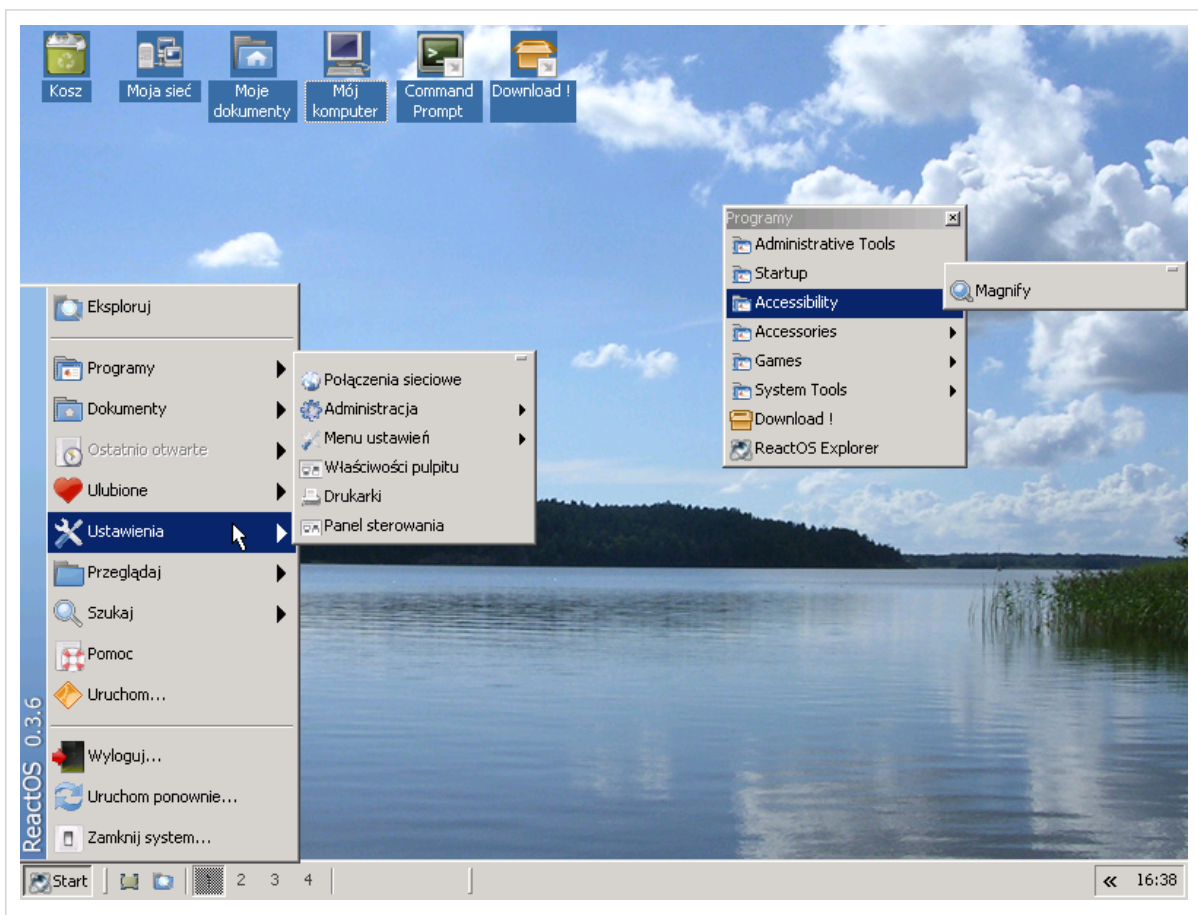 Kosz
Moja sieć
Moje
dokumenty
Mój
komputer
Command
Prompt
Download !
Programy
Administrative Tools
Startup
Accessibility
Accessories
Games
System Tools
Download !
ReactOS Explorer
Magnify
Eksploruj
Programy
Dokumenty
Ostatnio otwarte
Ulubione
Ustawienia
Przeglądaj
Szukaj
Pomoc
Uruchom...
Wyloguj...
Uruchom ponownie...
Zamknij system...
ReactOS 0.3.6
Połączenia sieciowe
Administracja
Menu ustawień
Właściwości pulpitu
Drukarki
Panel sterowania
Start
1 2 3 4
16:38